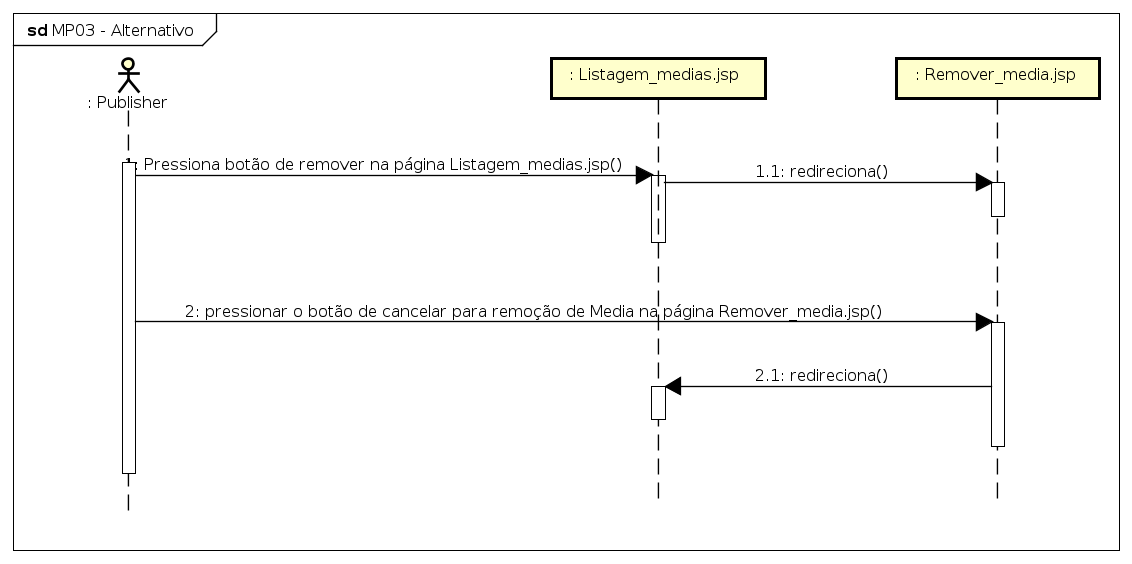 sd MP03 - Alternativo
: Publisher
: Listagem_medias.jsp
: Remover_media.jsp
1: Pressiona botão de remover na página Listagem_medias.jsp()
1.1: redireciona()
2: pressionar o botão de cancelar para remoção de Media na página Remover_media.jsp()
2.1: redireciona()